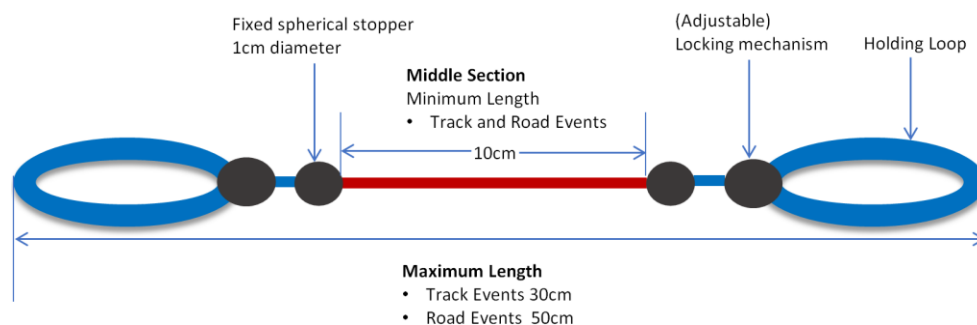 Fixed spherical stopper
1cm diameter
(Adjustable)
Locking mechanism
Holding Loop
Middle Section
Minimum Length
• Track and Road Events
10cm
Maximum Length
• Track Events 30cm
• Road Events 50cm